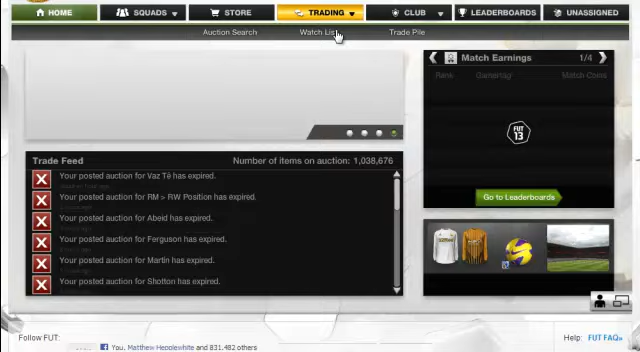 HOME SQUADS STORE TRADING CLUB LEADERBOARDS UNASSIGNED
Auction Search Watch List Trade Pile
Match Earnings 1/4
Rank Gamertag Match Coins
FUT
13
Go to Leaderboards
Trade Feed Number of items on auction: 1,038,676
Your posted auction for Vaz Tê has expired.
Your posted auction for RM > RW Position has expired.
Your posted auction for Abeid has expired.
Your posted auction for Ferguson has expired.
Your posted auction for Martin has expired.
Your posted auction for Shotton has expired.
Follow FUT:
Help: FUT FAQ»
You, Matthew Hepplewhite and 831,482 others